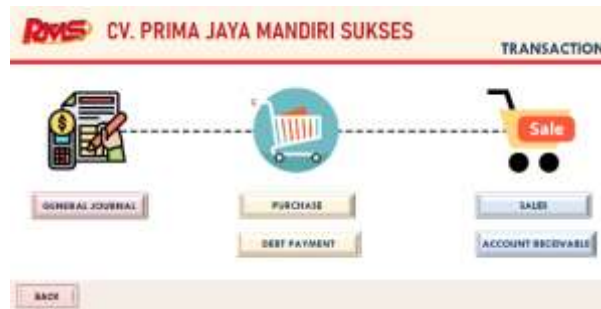 RMS CV. PRIMA JAYA MANDIRI SUKSES
TRANSACTION
$
Sale
GENERAL JOURNAL
PURCHASE
SALES
DEBT PAYMENT
ACCOUNT RECEIVABLE
BACK